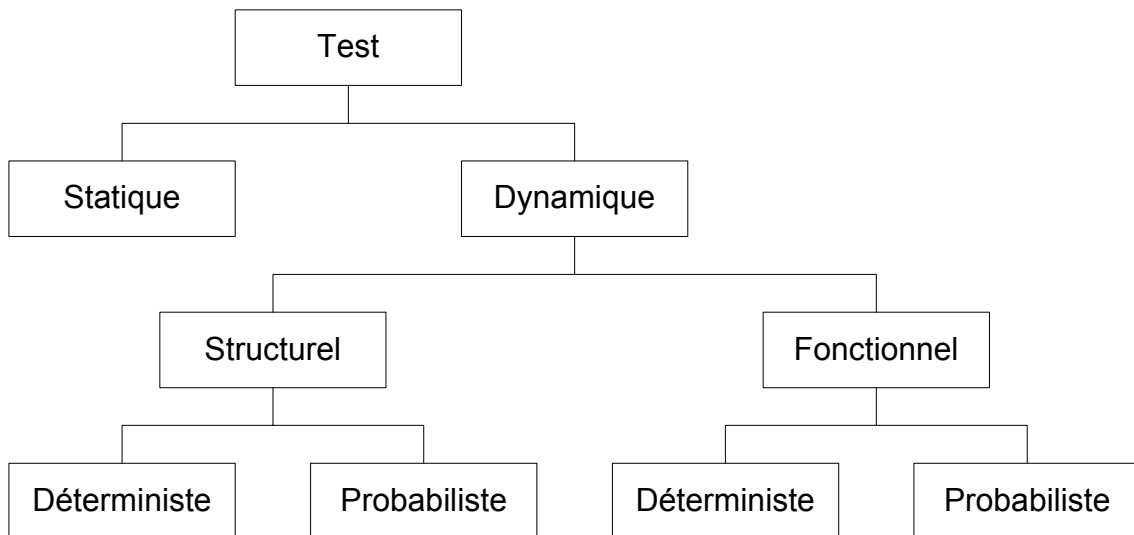 Test
Statique
Dynamique
Structurel
Fonctionnel
Déterministe
Probabiliste
Déterministe
Probabiliste